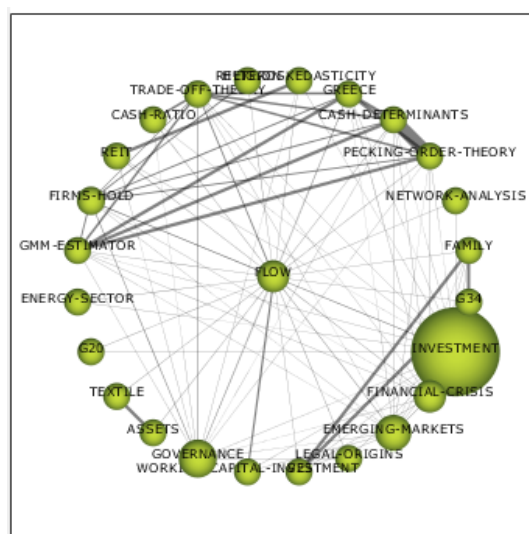 HETEROSKEDASTICITY
TRADE-OFF-THEORY
GREECE
CASH-RATIO
CASH-DETERMINANTS
REIT
PECKING-ORDER-THEORY
FIRMS-HOLD
NETWORK-ANALYSIS
GMM-ESTIMATOR
FAMILY
FLOW
ENERGY-SECTOR
G34
G20
INVESTMENT
TEXTILE
FINANCIAL-CRISIS
ASSETS
EMERGING-MARKETS
GOVERNANCE
LEGAL-ORIGINS